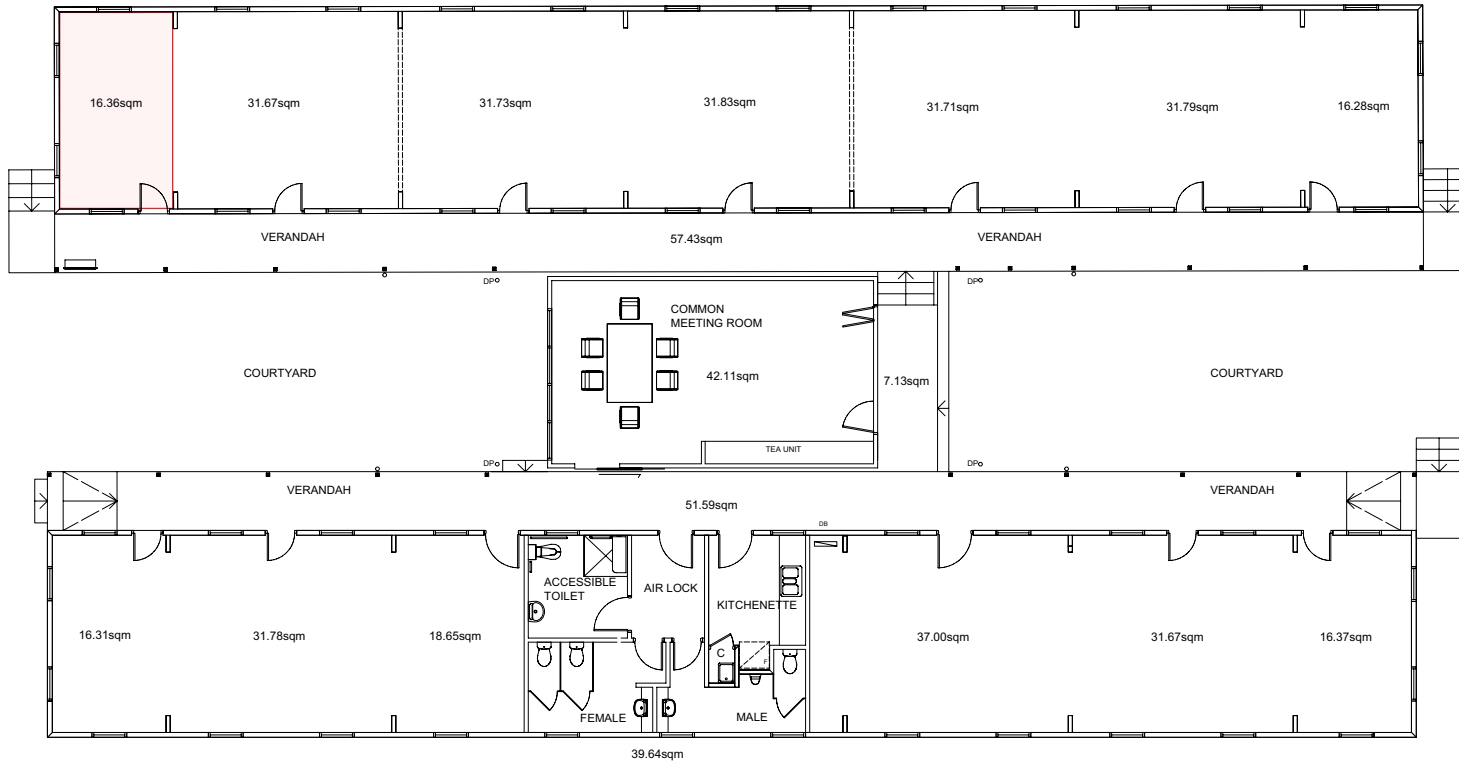 16.36sqm
31.67sqm
31.73sqm
31.83sqm
31.71sqm
31.79sqm
16.28sqm
VERANDAH
57.43sqm
VERANDAH
DP
DP
COMMON
MEETING ROOM
COURTYARD
42.11sqm
7.13sqm
COURTYARD
TEA UNIT
DP
DP
VERANDAH
51.59sqm
VERANDAH
DB
ACCESSIBLE
TOILET
AIR LOCK
KITCHENETTE
16.31sqm
31.78sqm
18.65sqm
37.00sqm
31.67sqm
16.37sqm
C
F
FEMALE
MALE
39.64sqm